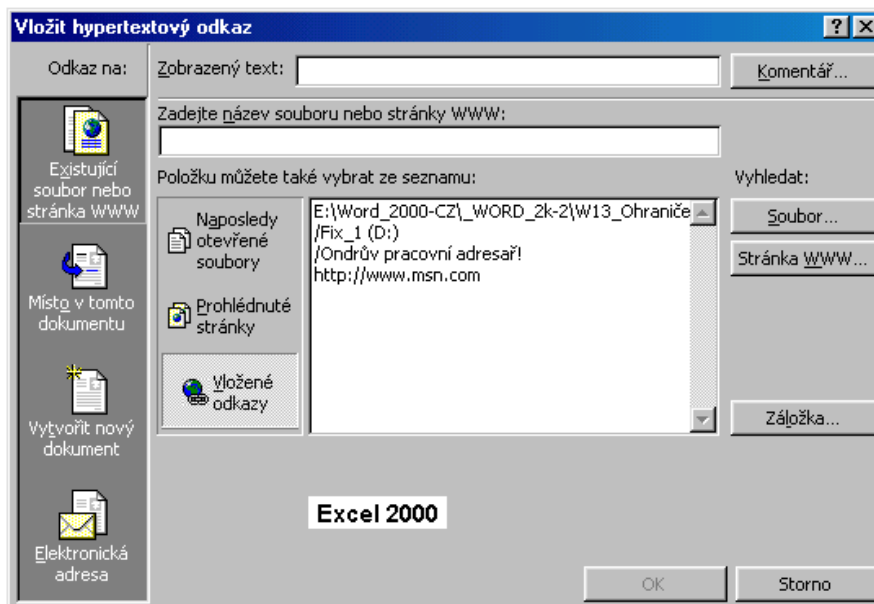 Vložit hypertextový odkaz
Odkaz na:
Zobrazený text:
Komentář...
Zadejte název souboru nebo stránky WWW:
Existující
soubor nebo
stránka WWW
Položku můžete také vybrat ze seznamu:
Vyhledat:
Naposledy
otevřené
soubory
E:\Word_2000-CZ\_WORD_2k-2\W13_Ohraniče
/Fix_1 (D:)
/Ondrův pracovní adresař!
http://www.msn.com
Soubor...
Stránka WWW...
Místo v tomto
dokumentu
Prohlédnuté
stránky
Vložené
odkazy
Vytvořit nový
dokument
Záložka...
Excel 2000
Elektronická
adresa
OK
Storno